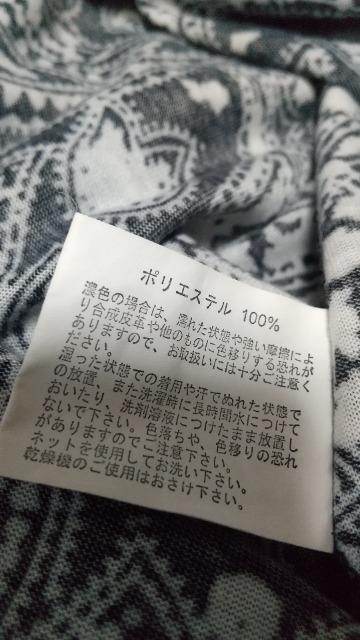 ポリエステル 100%
濃色の場合は、濡れた状態や強い摩擦によ
り合成皮革や他のものに色移りする恐れが
ありますので、お取扱いには十分ご注意く
ださい。
湿った状態での着用や汗でぬれた状態で
の放置、また洗濯時に長時間水につけて
おいたり、洗剤溶液につけたまま放置し
ないで下さい。色落ちや、色移りの恐れ
がありますのでご注意下さい。
ネットを使用してお洗い下さい。
乾燥機のご使用はおさけ下さい。